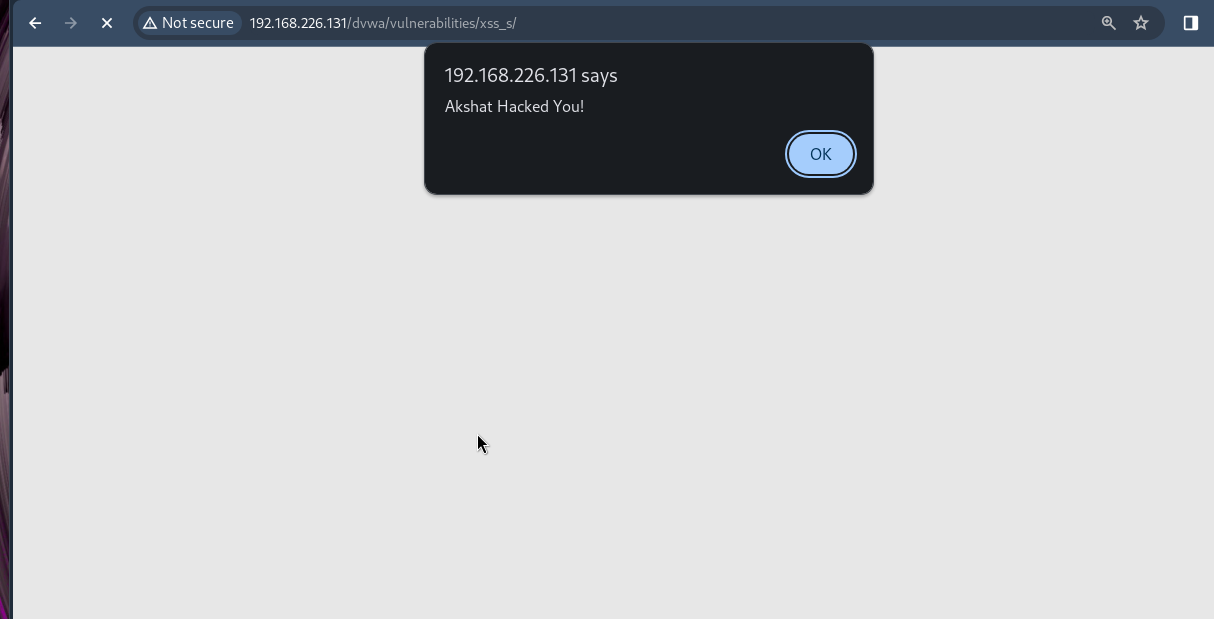 Not secure 192.168.226.131/dvwa/vulnerabilities/xss_s/
192.168.226.131 says
Akshat Hacked You!
OK